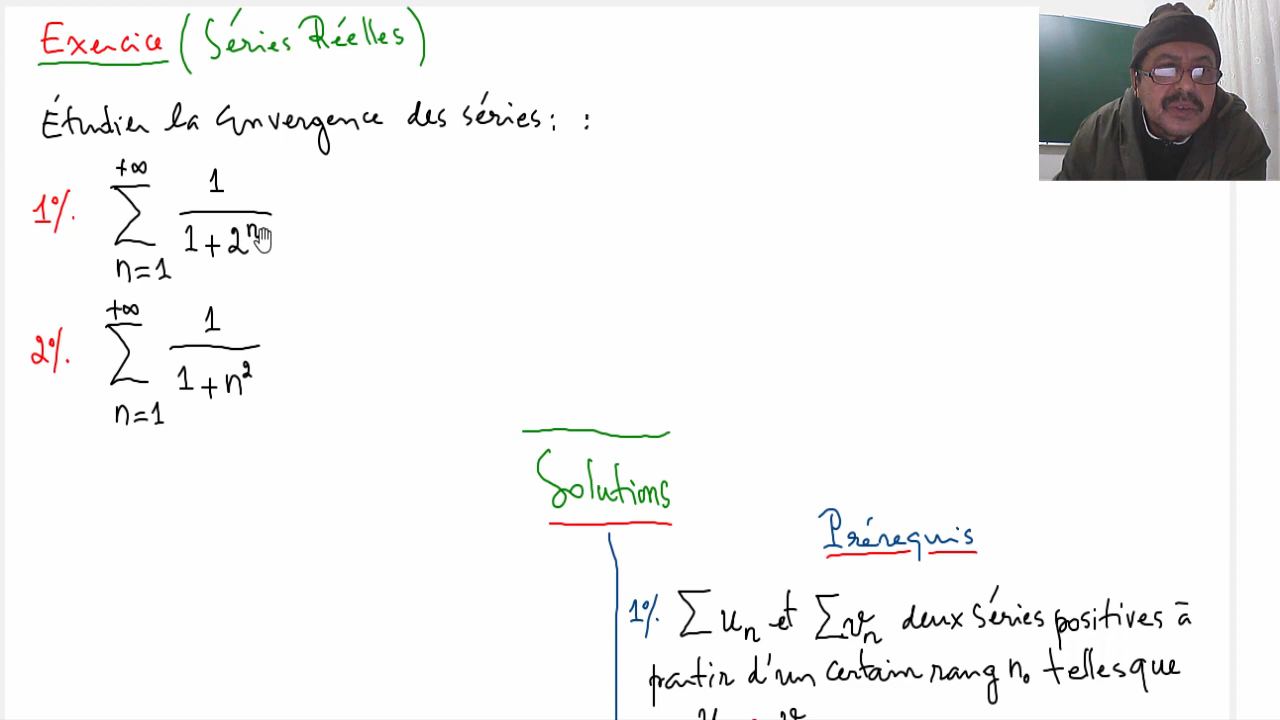 Exercice (Séries Réelles)
Étudier la convergence des séries: :
1%. +∞ ∑ n=1 1 / 1+2^n
2%. +∞ ∑ n=1 1 / 1+n^2
Solutions
Prérequis
1%. ∑ u_n et ∑ v_n deux séries positives à
partir d'un certain rang n_0 telles que